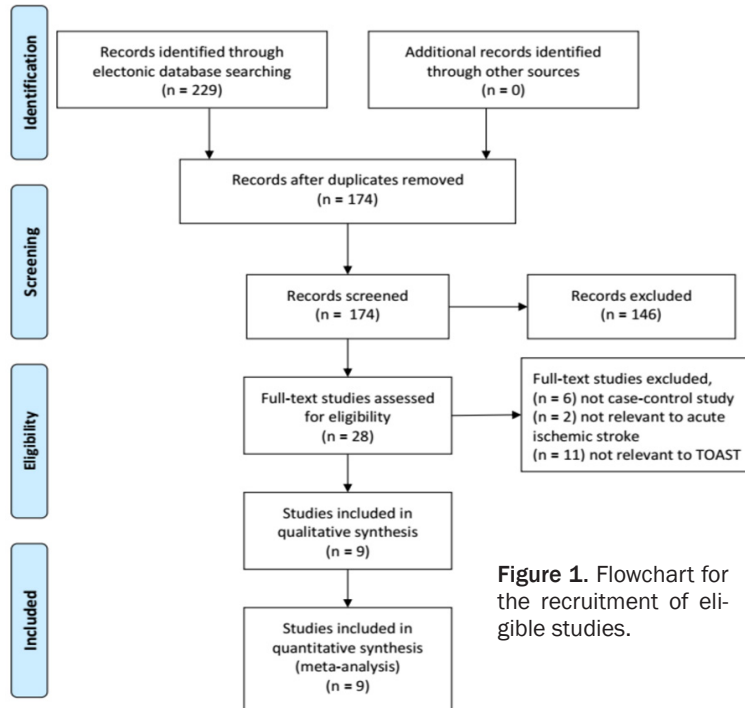 Identification
Records identified through
electonic database searching
(n = 229)
Additional records identified
through other sources
(n = 0)
Records after duplicates removed
(n = 174)
Screening
Records screened
(n = 174)
Records excluded
(n = 146)
Eligibility
Full-text studies assessed
for eligibility
(n = 28)
Full-text studies excluded,
(n = 6) not case-control study
(n = 2) not relevant to acute
ischemic stroke
(n = 11) not relevant to TOAST
Studies included in
qualitative synthesis
(n = 9)
Included
Studies included in
quantitative synthesis
(meta-analysis)
(n = 9)
Figure 1. Flowchart for
the recruitment of eli-
gible studies.